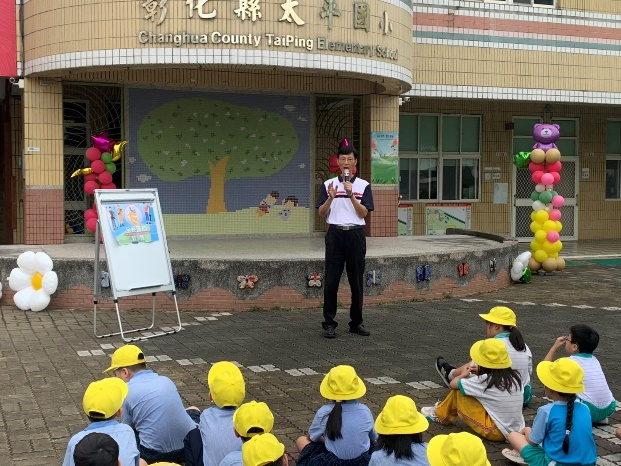 彰化縣太平國小
Changhua County TaiPing Elementary School